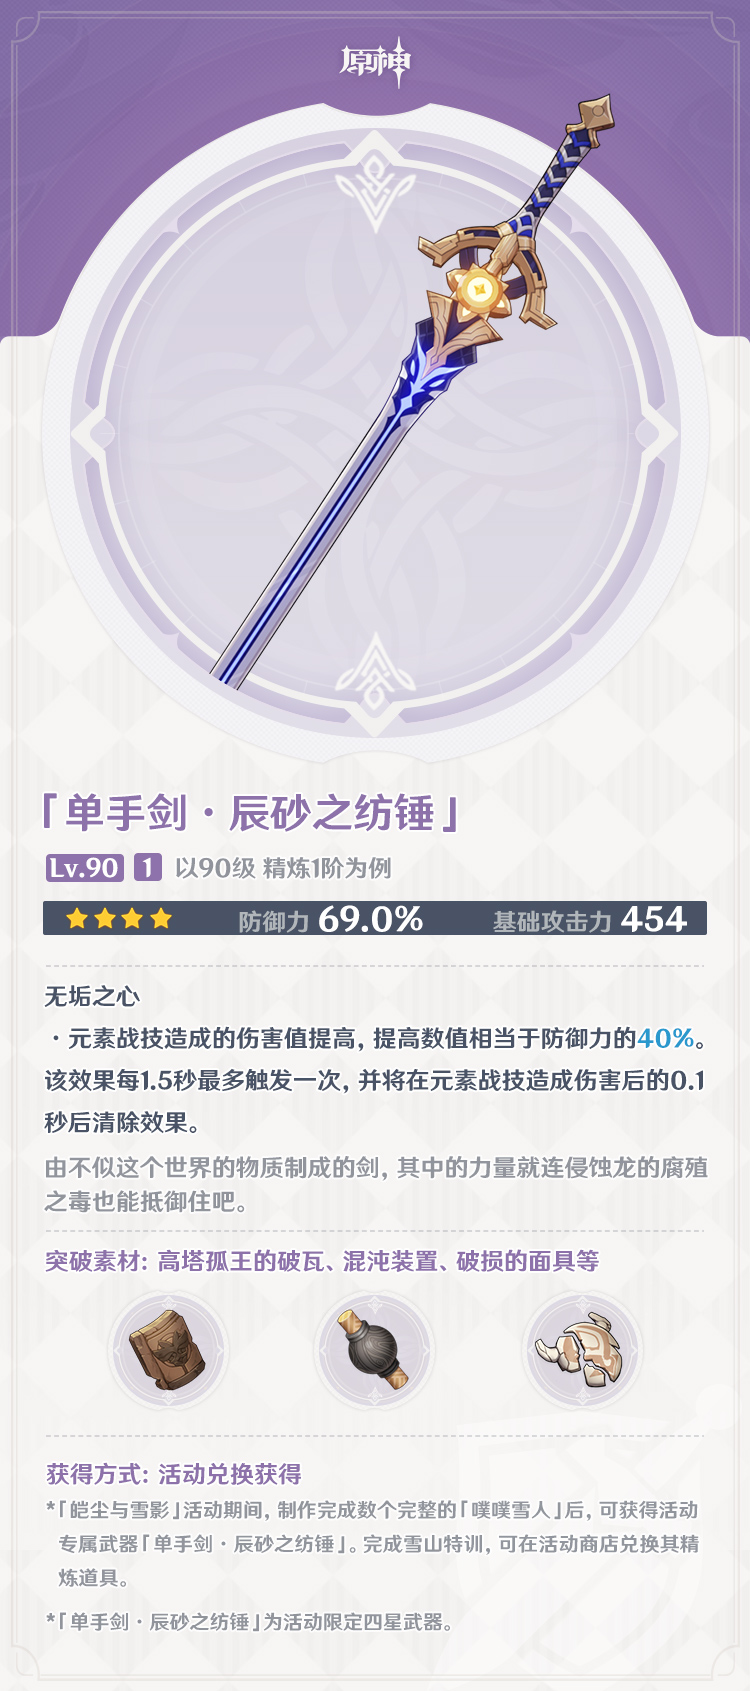 原神
「单手剑·辰砂之纺锤」
Lv.90 1 以90级 精炼1阶为例
防御力 69.0% 基础攻击力 454
无垢之心
·元素战技造成的伤害值提高，提高数值相当于防御力的40%。
该效果每1.5秒最多触发一次，并将在元素战技造成伤害后的0.1
秒后清除效果。
由不似这个世界的物质制成的剑，其中的力量就连侵蚀龙的腐殖
之毒也能抵御住吧。
突破素材：高塔孤王的破瓦、混沌装置、破损的面具等
获得方式：活动兑换获得
*「皑尘与雪影」活动期间，制作完成数个完整的「噗噗雪人」后，可获得活动
专属武器「单手剑·辰砂之纺锤」。完成雪山特训，可在活动商店兑换其精
炼道具。
*「单手剑·辰砂之纺锤」为活动限定四星武器。